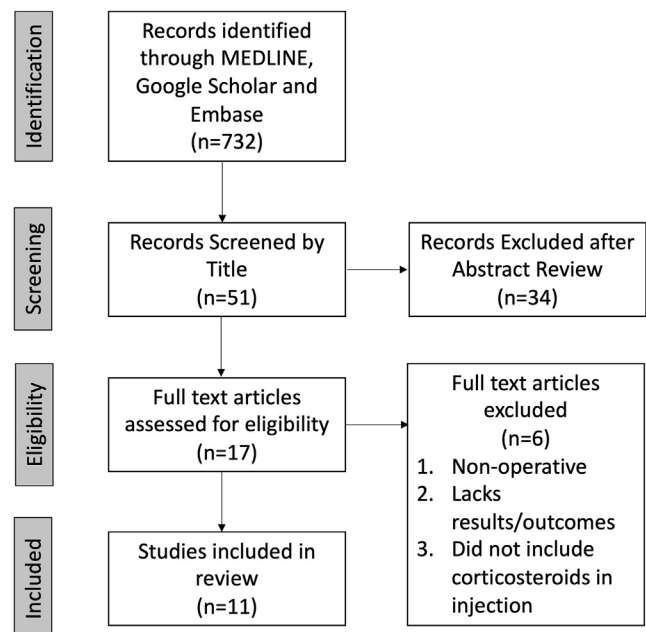 Identification
Records identified
through MEDLINE,
Google Scholar and
Embase
(n=732)
Screening
Records Screened by
Title
(n=51)
Records Excluded after
Abstract Review
(n=34)
Eligibility
Full text articles
assessed for eligibility
(n=17)
Full text articles
excluded
(n=6)
1. Non-operative
2. Lacks
results/outcomes
3. Did not include
corticosteroids in
injection
Included
Studies included in
review
(n=11)